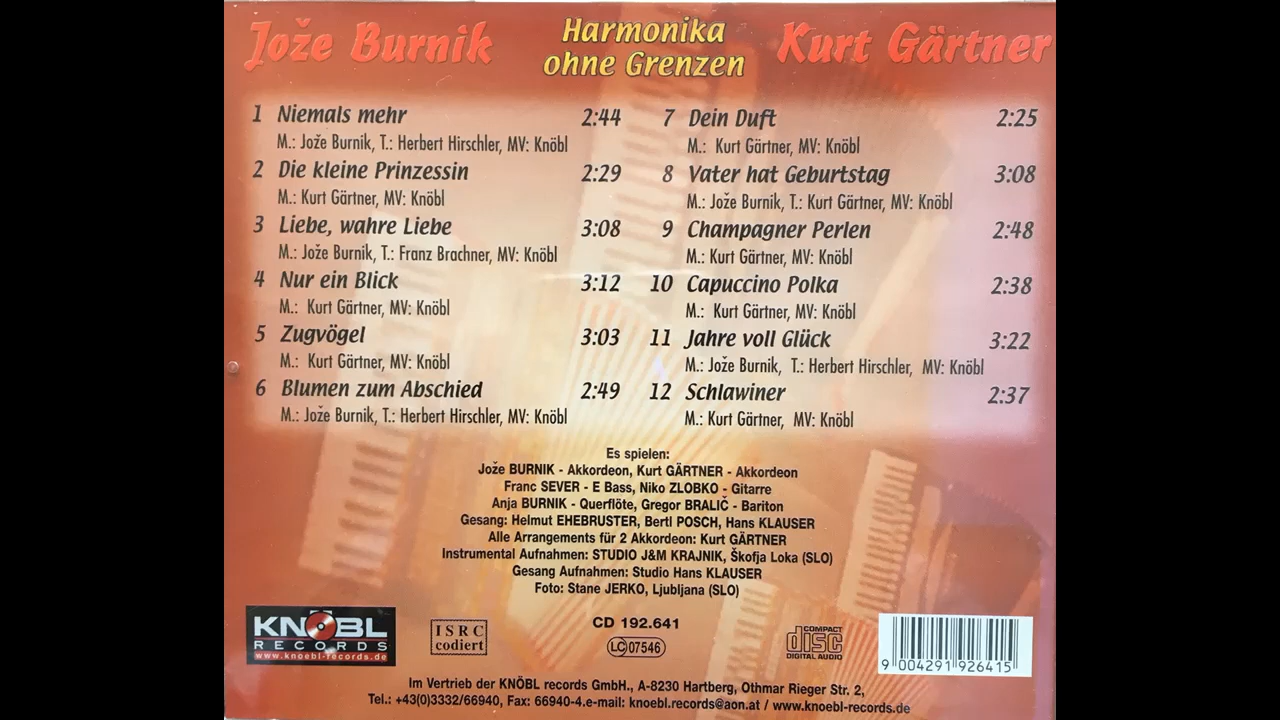 Jože Burnik
Harmonika
ohne Grenzen
Kurt Gärtner
1 Niemals mehr 2:44
M.: Jože Burnik, T.: Herbert Hirschler, MV: Knöbl
2 Die kleine Prinzessin 2:29
M.: Kurt Gärtner, MV: Knöbl
3 Liebe, wahre Liebe 3:08
M.: Jože Burnik, T.: Franz Brachner, MV: Knöbl
4 Nur ein Blick 3:12
M.: Kurt Gärtner, MV: Knöbl
5 Zugvögel 3:03
M.: Kurt Gärtner, MV: Knöbl
6 Blumen zum Abschied 2:49
M.: Jože Burnik, T.: Herbert Hirschler, MV: Knöbl
7 Dein Duft 2:25
M.: Kurt Gärtner, MV: Knöbl
8 Vater hat Geburtstag 3:08
M.: Jože Burnik, T.: Kurt Gärtner, MV: Knöbl
9 Champagner Perlen 2:48
M.: Kurt Gärtner, MV: Knöbl
10 Capuccino Polka 2:38
M.: Kurt Gärtner, MV: Knöbl
11 Jahre voll Glück 3:22
M.: Jože Burnik, T.: Herbert Hirschler, MV: Knöbl
12 Schlawiner 2:37
M.: Kurt Gärtner, MV: Knöbl
Es spielen:
Jože BURNIK - Akkordeon, Kurt GÄRTNER - Akkordeon
Franc SEVER - E Bass, Niko ZLOBKO - Gitarre
Anja BURNIK - Querflöte, Gregor BRALIČ - Bariton
Gesang: Helmut EHEBRUSTER, Bertl POSCH, Hans KLAUSER
Alle Arrangements für 2 Akkordeon: Kurt GÄRTNER
Instrumental Aufnahmen: STUDIO J&M KRAJNIK, Škofja Loka (SLO)
Gesang Aufnahmen: Studio Hans KLAUSER
Foto: Stane JERKO, Ljubljana (SLO)
KNÖBL
RECORDS
www.knoebl-records.de
ISRC
codiert
CD 192.641
LC 07546
COMPACT
disc
DIGITAL AUDIO
9 004291 926415
Im Vertrieb der KNÖBL records GmbH., A-8230 Hartberg, Othmar Rieger Str. 2,
Tel.: +43(0)3332/66940, Fax: 66940-4.e-mail: knoebl.records@aon.at / www.knoebl-records.de